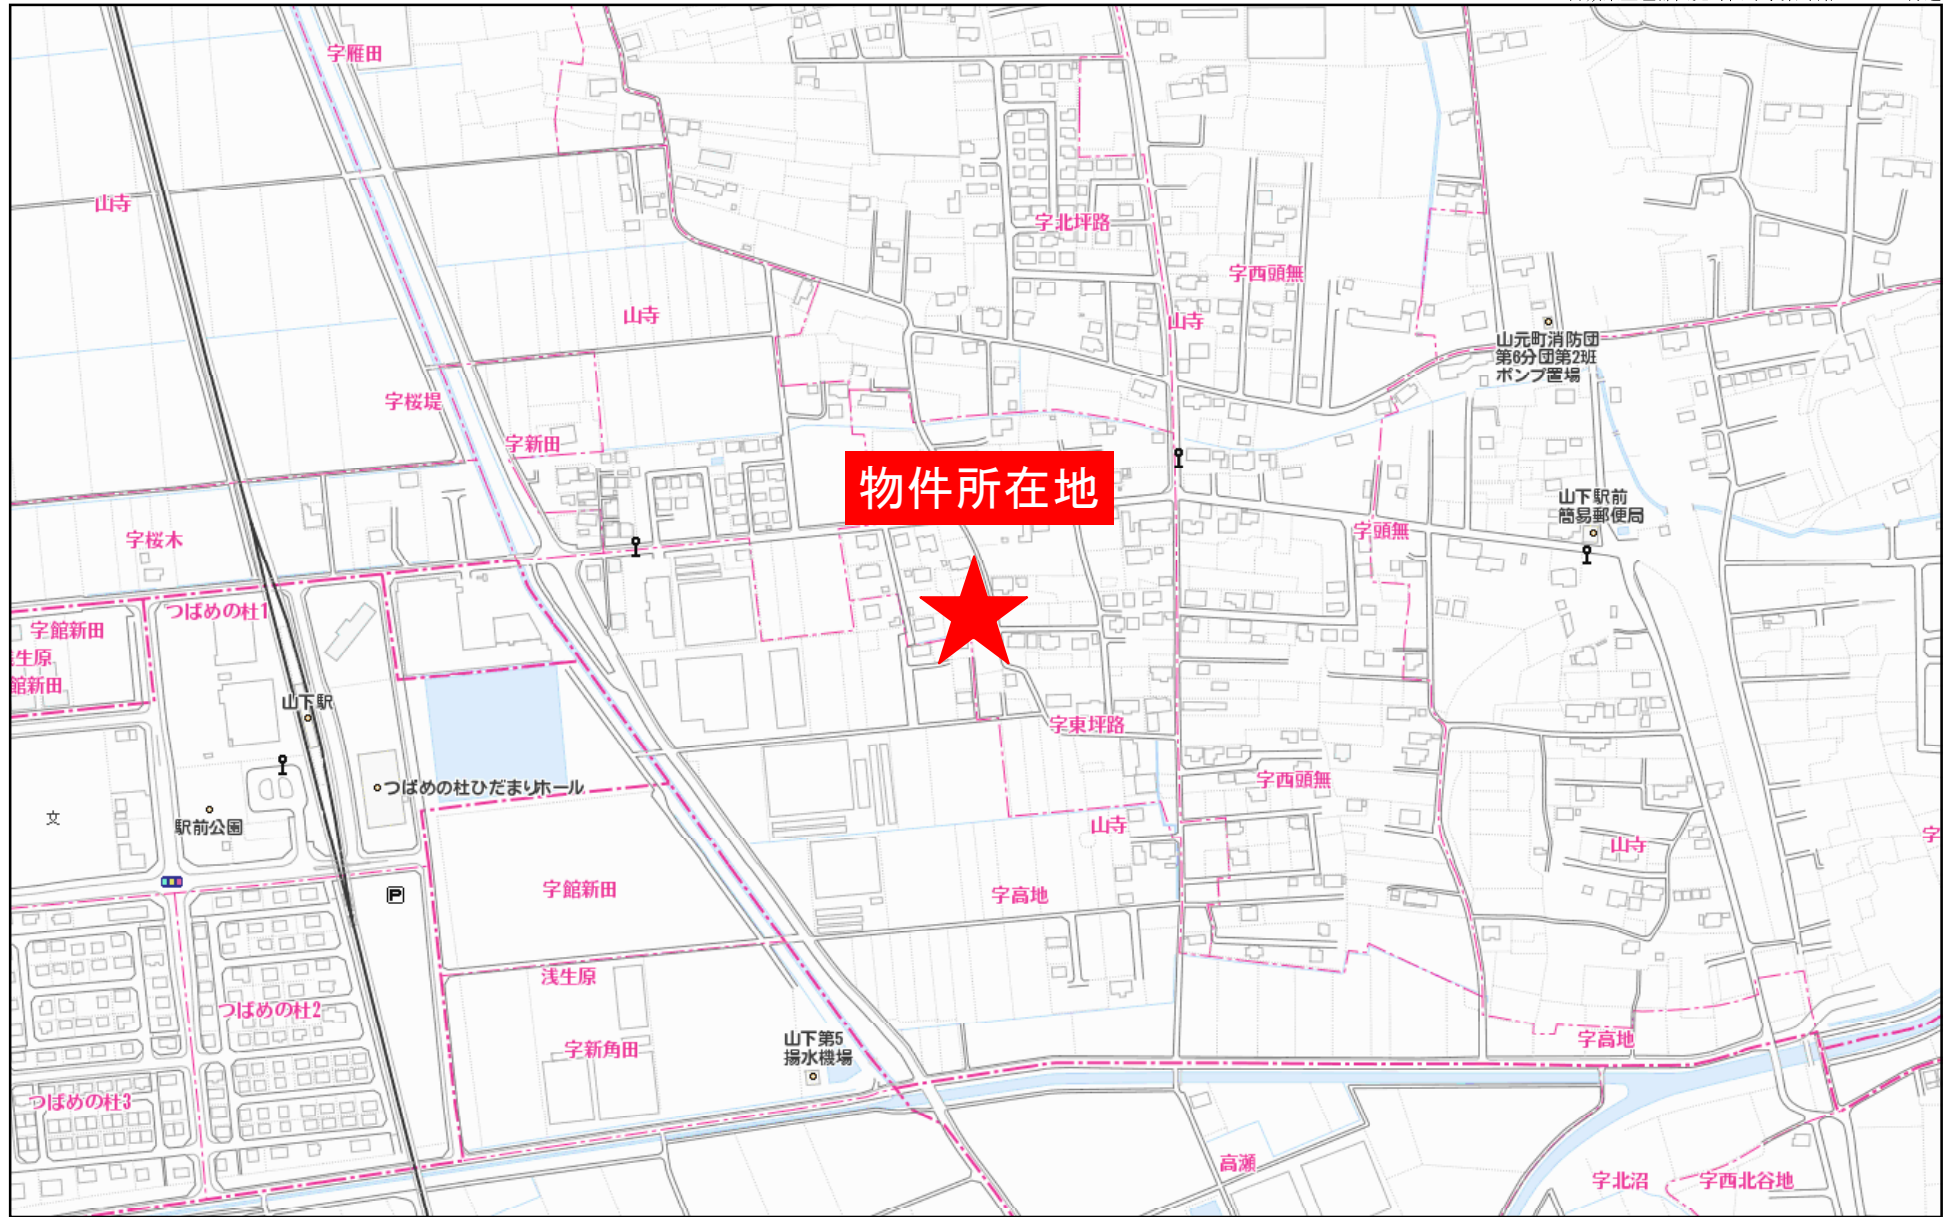 字雁田
山寺
字北坪路
字西頭無
山寺
山寺
山元町消防団
第6分団第2班
ポンプ置場
字桜堤
字新田
物件所在地
山下駅前
簡易郵便局
字頭無
字桜木
つばめの杜1
字館新田
生原
館新田
山下駅
字東坪路
字西頭無
つばめの杜ひだまりホール
文
駅前公園
山寺
山寺
字
P
字館新田
字高地
浅生原
つばめの杜2
字新角田
山下第5
揚水機場
字高地
つばめの杜3
高瀬
字北沼
字西北谷地